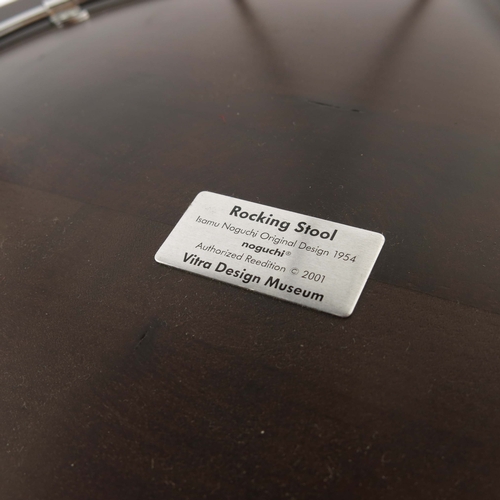 Rocking Stool
Isamu Noguchi Original Design 1954
noguchi®
Authorized Reedition © 2001
Vitra Design Museum